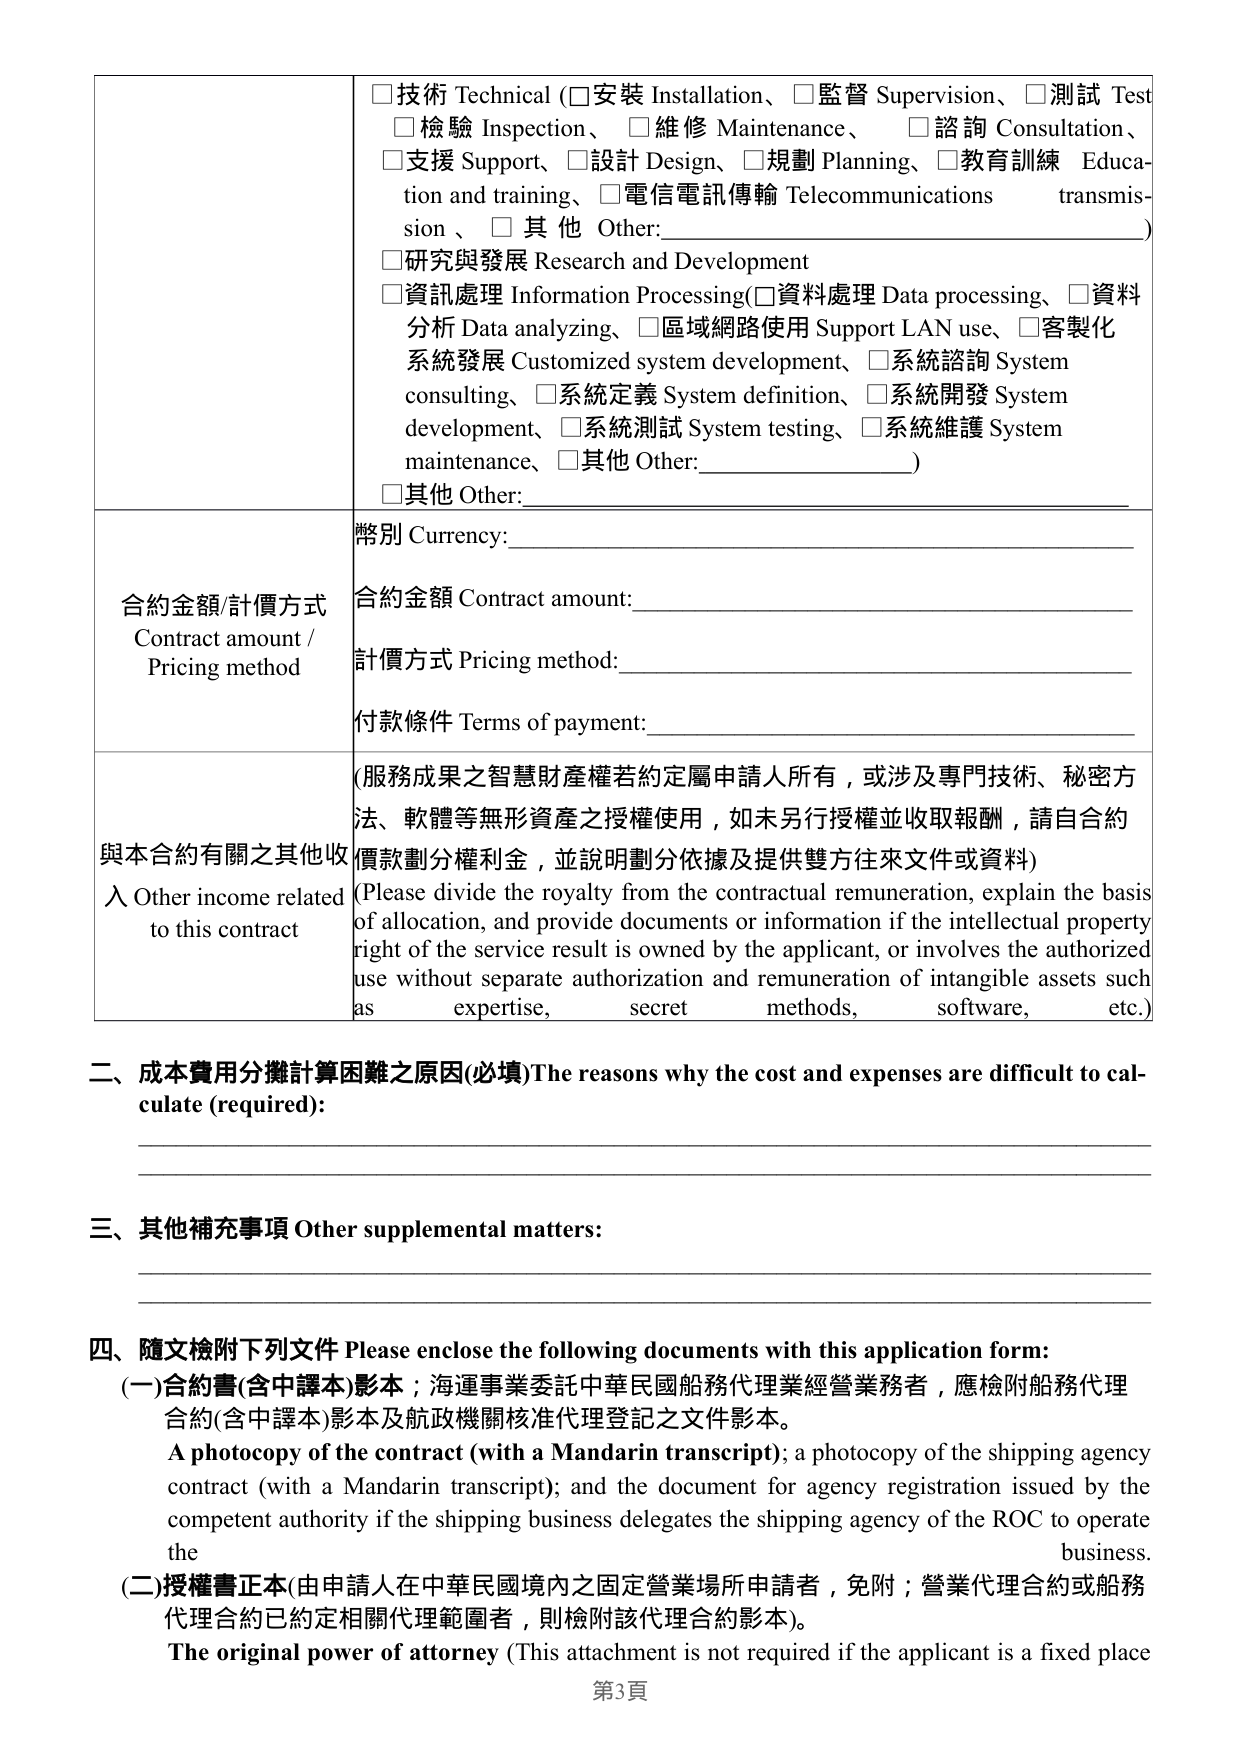 □技術 Technical (□安裝 Installation、□監督 Supervision、□測試 Test
□檢驗 Inspection、 □維修 Maintenance、 □諮詢 Consultation、
□支援 Support、□設計 Design、□規劃 Planning、□教育訓練 Educa-
tion and training、□電信電訊傳輸 Telecommunications transmis-
sion、□其他 Other:_______________________________________)
□研究與發展 Research and Development
□資訊處理 Information Processing(□資料處理 Data processing、□資料
分析 Data analyzing、□區域網路使用 Support LAN use、□客製化
系統發展 Customized system development、□系統諮詢 System
consulting、□系統定義 System definition、□系統開發 System
development、□系統測試 System testing、□系統維護 System
maintenance、□其他 Other:_________________)
□其他 Other:_________________________________________________
合約金額/計價方式
Contract amount /
Pricing method
幣別 Currency:__________________________________________________
合約金額 Contract amount:________________________________________
計價方式 Pricing method:_________________________________________
付款條件 Terms of payment:_______________________________________
與本合約有關之其他收
入 Other income related
to this contract
(服務成果之智慧財產權若約定屬申請人所有，或涉及專門技術、秘密方
法、軟體等無形資產之授權使用，如未另行授權並收取報酬，請自合約
價款劃分權利金，並說明劃分依據及提供雙方往來文件或資料)
(Please divide the royalty from the contractual remuneration, explain the basis
of allocation, and provide documents or information if the intellectual property
right of the service result is owned by the applicant, or involves the authorized
use without separate authorization and remuneration of intangible assets such
as expertise, secret methods, software, etc.)
二、成本費用分攤計算困難之原因(必填)The reasons why the cost and expenses are difficult to cal-
culate (required):
_________________________________________________________________________________
_________________________________________________________________________________
三、其他補充事項 Other supplemental matters:
_________________________________________________________________________________
_________________________________________________________________________________
四、隨文檢附下列文件 Please enclose the following documents with this application form:
(一)合約書(含中譯本)影本；海運事業委託中華民國船務代理業經營業務者，應檢附船務代理
合約(含中譯本)影本及航政機關核准代理登記之文件影本。
A photocopy of the contract (with a Mandarin transcript); a photocopy of the shipping agency
contract (with a Mandarin transcript); and the document for agency registration issued by the
competent authority if the shipping business delegates the shipping agency of the ROC to operate
the business.
(二)授權書正本(由申請人在中華民國境內之固定營業場所申請者，免附；營業代理合約或船務
代理合約已約定相關代理範圍者，則檢附該代理合約影本)。
The original power of attorney (This attachment is not required if the applicant is a fixed place
第3頁